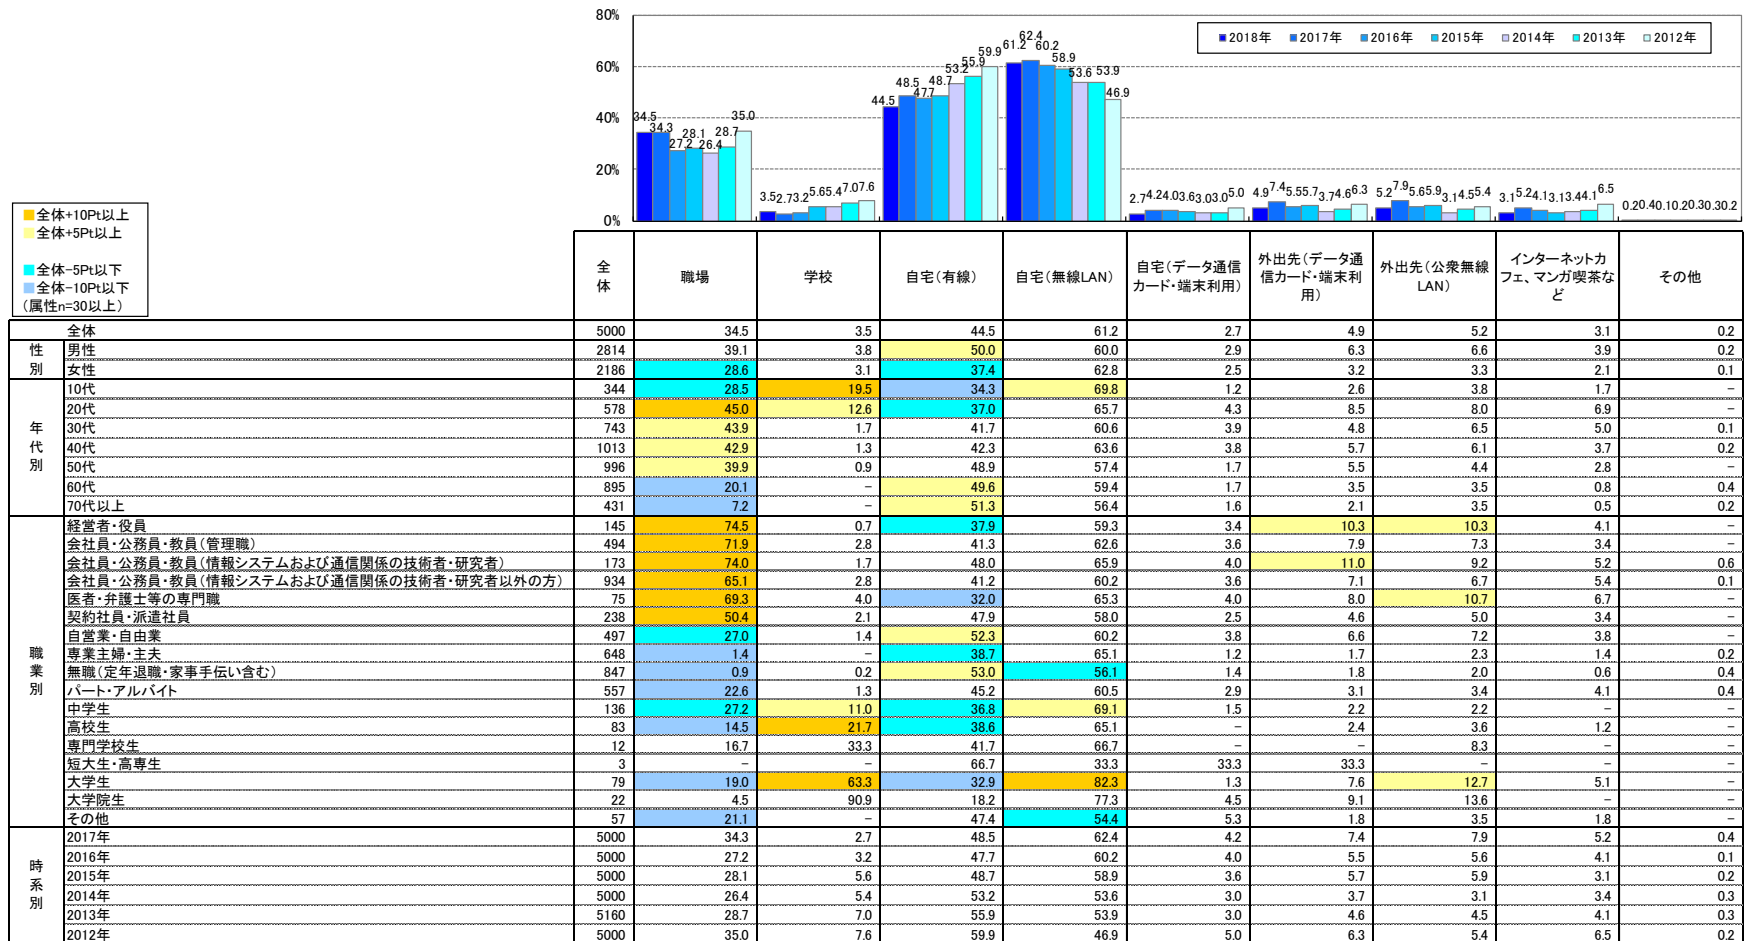 80%
60%
40%
20%
0%
■2018年 ■2017年 ■2016年 ■2015年 □2014年 ■2013年 □2012年
34.5 34.3 27.2 28.1 26.4 28.7 35.0
3.5 2.7 3.2 5.6 5.4 7.0 7.6
44.5 48.5 47.7 48.7 53.2 55.9 59.9
61.2 62.4 60.2 58.9 53.6 53.9 46.9
2.7 4.2 4.0 3.6 3.0 3.0 5.0
4.9 7.4 5.5 5.7 3.7 4.6 6.3
5.2 7.9 5.6 5.9 3.1 4.5 5.4
3.1 5.2 4.1 3.1 3.4 4.1 6.5
0.2 0.4 0.1 0.2 0.3 0.3 0.2
全体+10Pt以上
全体+5Pt以上
全体-5Pt以下
全体-10Pt以下
(属性n=30以上)
全体 職場 学校 自宅(有線) 自宅(無線LAN) 自宅(データ通信カード・端末利用) 外出先(データ通信カード・端末利用) 外出先(公衆無線LAN) インターネットカフェ、マンガ喫茶など その他
全体 5000 34.5 3.5 44.5 61.2 2.7 4.9 5.2 3.1 0.2
性別
男性 2814 39.1 3.8 50.0 60.0 2.9 6.3 6.6 3.9 0.2
女性 2186 28.6 3.1 37.4 62.8 2.5 3.2 3.3 2.1 0.1
年代別
10代 344 28.5 19.5 34.3 69.8 1.2 2.6 3.8 1.7 -
20代 578 45.0 12.6 37.0 65.7 4.3 8.5 8.0 6.9 -
30代 743 43.9 1.7 41.7 60.6 3.9 4.8 6.5 5.0 0.1
40代 1013 42.9 1.3 42.3 63.6 3.8 5.7 6.1 3.7 0.2
50代 996 39.9 0.9 48.9 57.4 1.7 5.5 4.4 2.8 -
60代 895 20.1 - 49.6 59.4 1.7 3.5 3.5 0.8 0.4
70代以上 431 7.2 - 51.3 56.4 1.6 2.1 3.5 0.5 0.2
職業別
経営者・役員 145 74.5 0.7 37.9 59.3 3.4 10.3 10.3 4.1 -
会社員・公務員・教員(管理職) 494 71.9 2.8 41.3 62.6 3.6 7.9 7.3 3.4 -
会社員・公務員・教員(情報システムおよび通信関係の技術者・研究者) 173 74.0 1.7 48.0 65.9 4.0 11.0 9.2 5.2 0.6
会社員・公務員・教員(情報システムおよび通信関係の技術者・研究者以外の方) 934 65.1 2.8 41.2 60.2 3.6 7.1 6.7 5.4 0.1
医者・弁護士等の専門職 75 69.3 4.0 32.0 65.3 4.0 8.0 10.7 6.7 -
契約社員・派遣社員 238 50.4 2.1 47.9 58.0 2.5 4.6 5.0 3.4 -
自営業・自由業 497 27.0 1.4 52.3 60.2 3.8 6.6 7.2 3.8 -
専業主婦・主夫 648 1.4 - 38.7 65.1 1.2 1.7 2.3 1.4 0.2
無職(定年退職・家事手伝い含む) 847 0.9 0.2 53.0 56.1 1.4 1.8 2.0 0.6 0.4
パート・アルバイト 557 22.6 1.3 45.2 60.5 2.9 3.1 3.4 4.1 0.4
中学生 136 27.2 11.0 36.8 69.1 1.5 2.2 2.2 - -
高校生 83 14.5 21.7 38.6 65.1 - 2.4 3.6 1.2 -
専門学校生 12 16.7 33.3 41.7 66.7 - - 8.3 - -
短大生・高専生 3 - - 66.7 33.3 33.3 33.3 - - -
大学生 79 19.0 63.3 32.9 82.3 1.3 7.6 12.7 5.1 -
大学院生 22 4.5 90.9 18.2 77.3 4.5 9.1 13.6 - -
その他 57 21.1 - 47.4 54.4 5.3 1.8 3.5 1.8 -
時系別
2017年 5000 34.3 2.7 48.5 62.4 4.2 7.4 7.9 5.2 0.4
2016年 5000 27.2 3.2 47.7 60.2 4.0 5.5 5.6 4.1 0.1
2015年 5000 28.1 5.6 48.7 58.9 3.6 5.7 5.9 3.1 0.2
2014年 5000 26.4 5.4 53.2 53.6 3.0 3.7 3.1 3.4 0.3
2013年 5160 28.7 7.0 55.9 53.9 3.0 4.6 4.5 4.1 0.3
2012年 5000 35.0 7.6 59.9 46.9 5.0 6.3 5.4 6.5 0.2